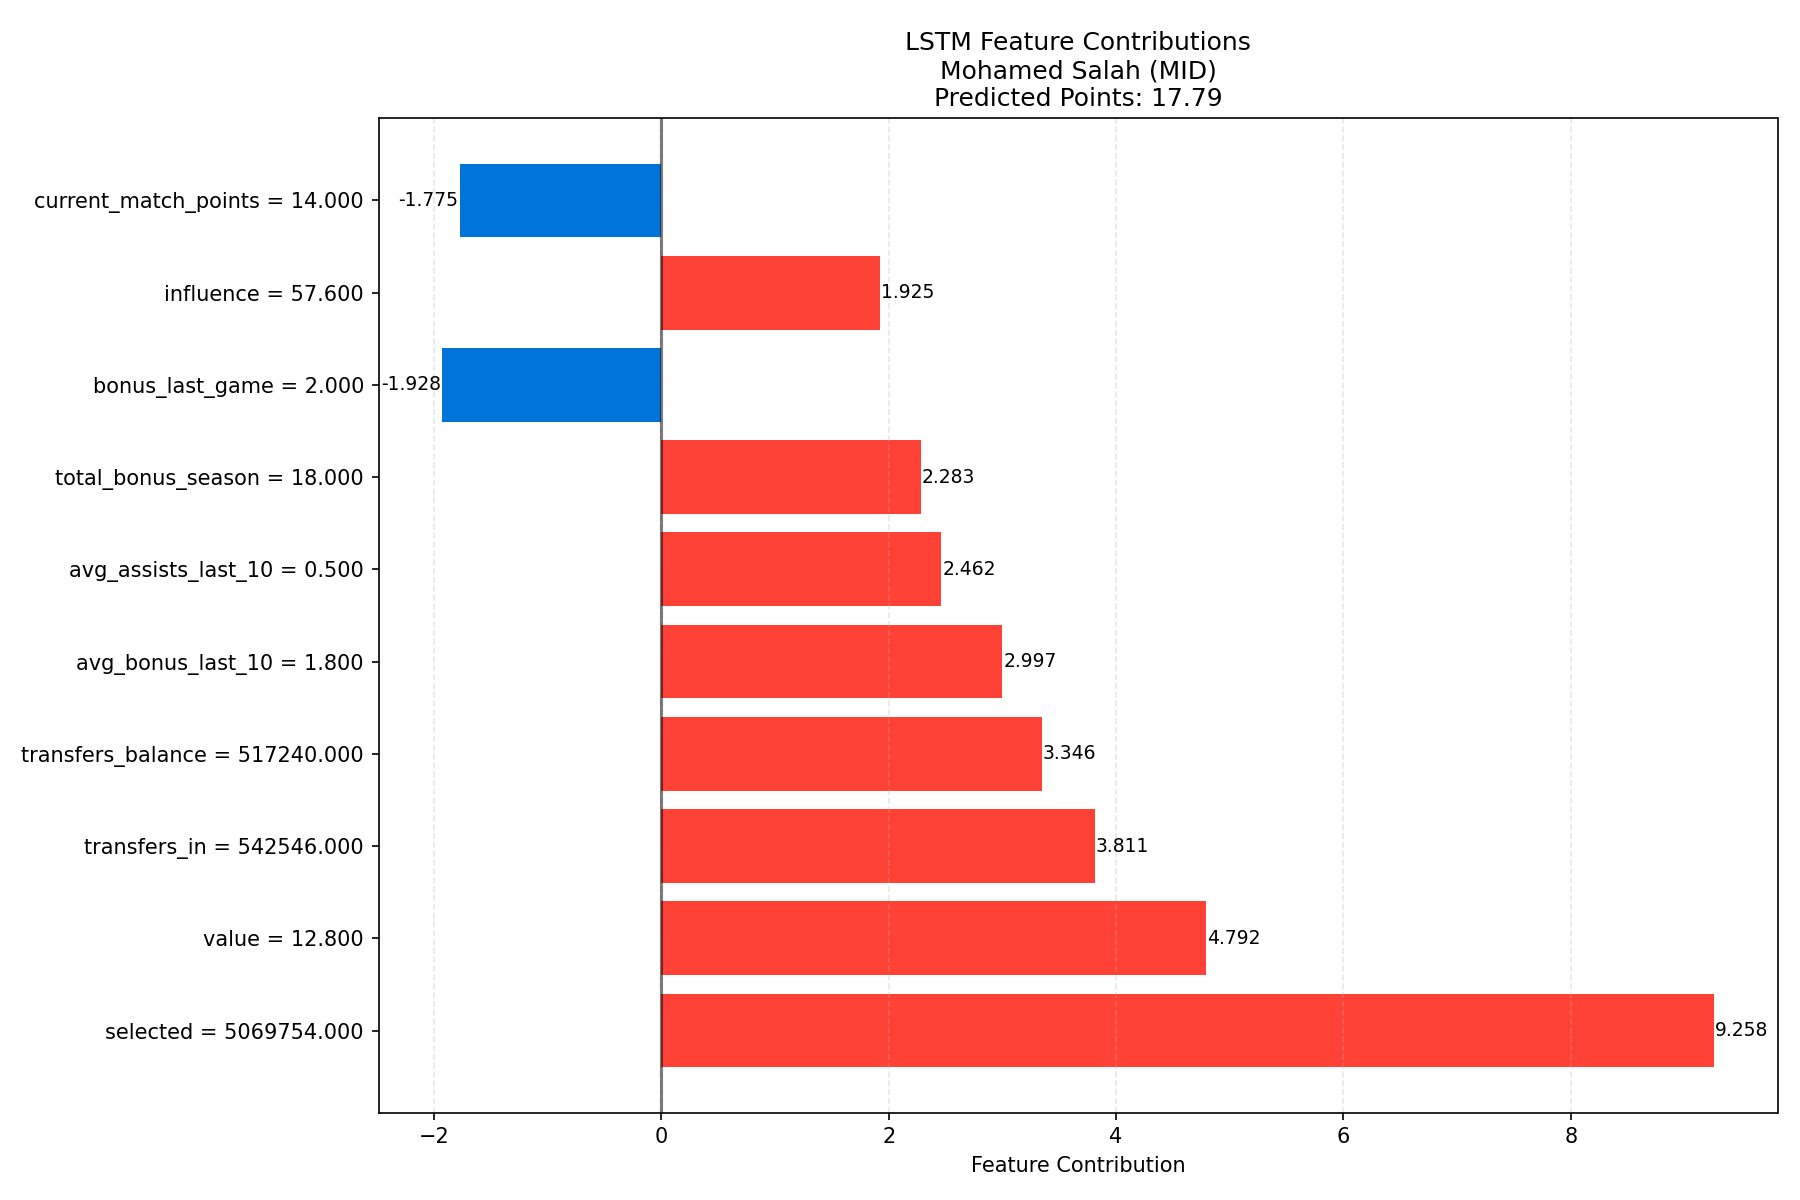 LSTM Feature Contributions
Mohamed Salah (MID)
Predicted Points: 17.79
current_match_points = 14.000
-1.775
influence = 57.600
1.925
bonus_last_game = 2.000
-1.928
total_bonus_season = 18.000
2.283
avg_assists_last_10 = 0.500
2.462
avg_bonus_last_10 = 1.800
2.997
transfers_balance = 517240.000
3.346
transfers_in = 542546.000
3.811
value = 12.800
4.792
selected = 5069754.000
9.258
−2 0 2 4 6 8
Feature Contribution